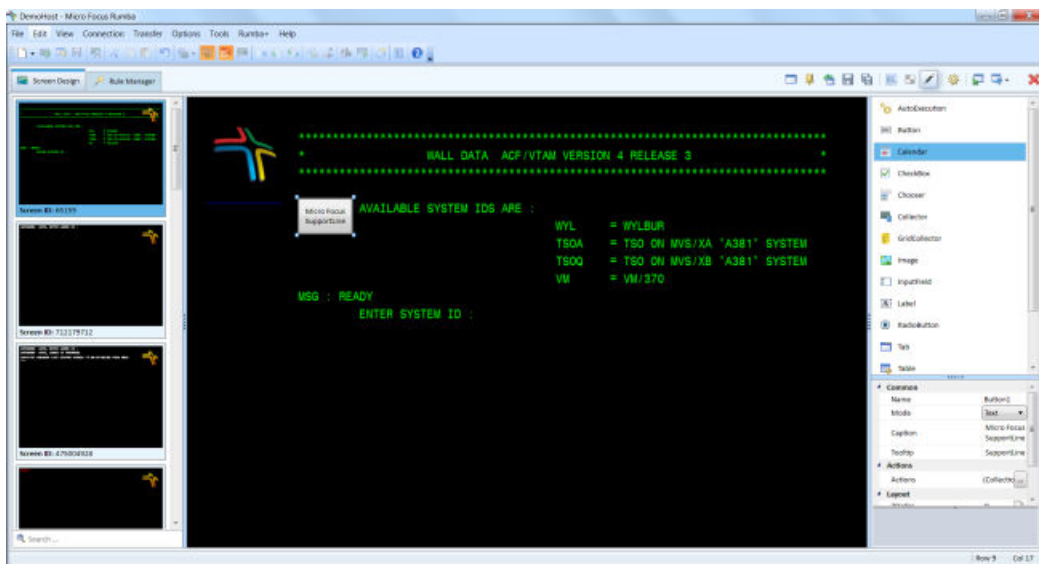 DemoHost - Micro Focus Rumba
File Edit View Connection Transfer Options Tools Rumba+ Help
Screen Design Rule Manager
Screen ID: 65155
Screen ID: 712179712
Screen ID: 475004928
Search ...
WALL DATA ACF/VTAM VERSION 4 RELEASE 3
Micro Focus
SupportLine
AVAILABLE SYSTEM IDS ARE :
WYL = WYLBUR
TSOA = TSO ON MVS/XA "A381" SYSTEM
TSOQ = TSO ON MVS/XB "A381" SYSTEM
VM = VM/370
MSG : READY
ENTER SYSTEM ID :
AutoExecution
Button
Calendar
CheckBox
Chooser
Collector
GridCollector
Image
InputField
Label
RadioButton
Tab
Table
Common
Name Button1
Mode Text
Caption Micro Focus
SupportLine
Tooltip SupportLine
Actions
Actions (Collectio ...
Layout
Row 9 Col 17